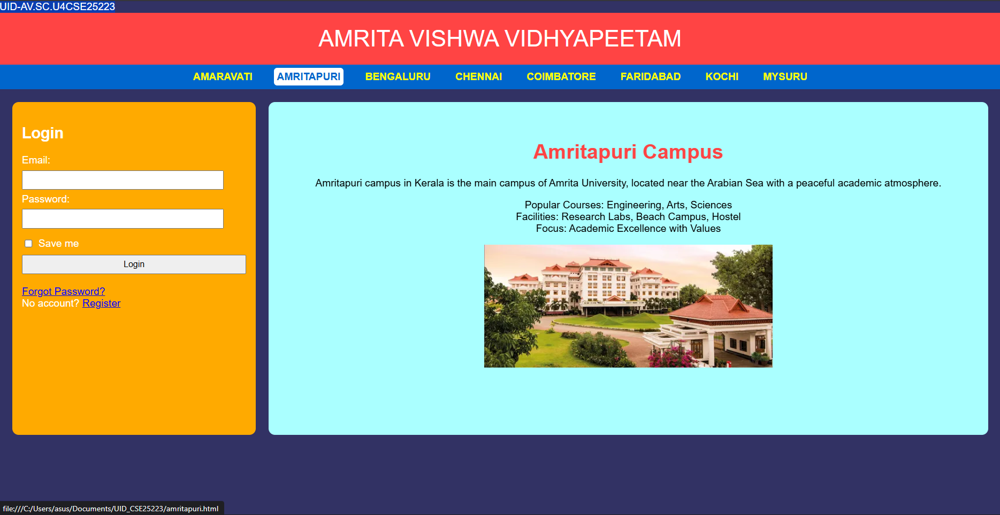 UID-AV.SC.U4CSE25223
AMRITA VISHWA VIDHYAPEETAM
AMARAVATI AMRITAPURI BENGALURU CHENNAI COIMBATORE FARIDABAD KOCHI MYSURU
Login
Email:
Password:
Save me
Login
Forgot Password?
No account? Register
Amritapuri Campus
Amritapuri campus in Kerala is the main campus of Amrita University, located near the Arabian Sea with a peaceful academic atmosphere.
Popular Courses: Engineering, Arts, Sciences
Facilities: Research Labs, Beach Campus, Hostel
Focus: Academic Excellence with Values
file:///C:/Users/asus/Documents/UID_CSE25223/amritapuri.html